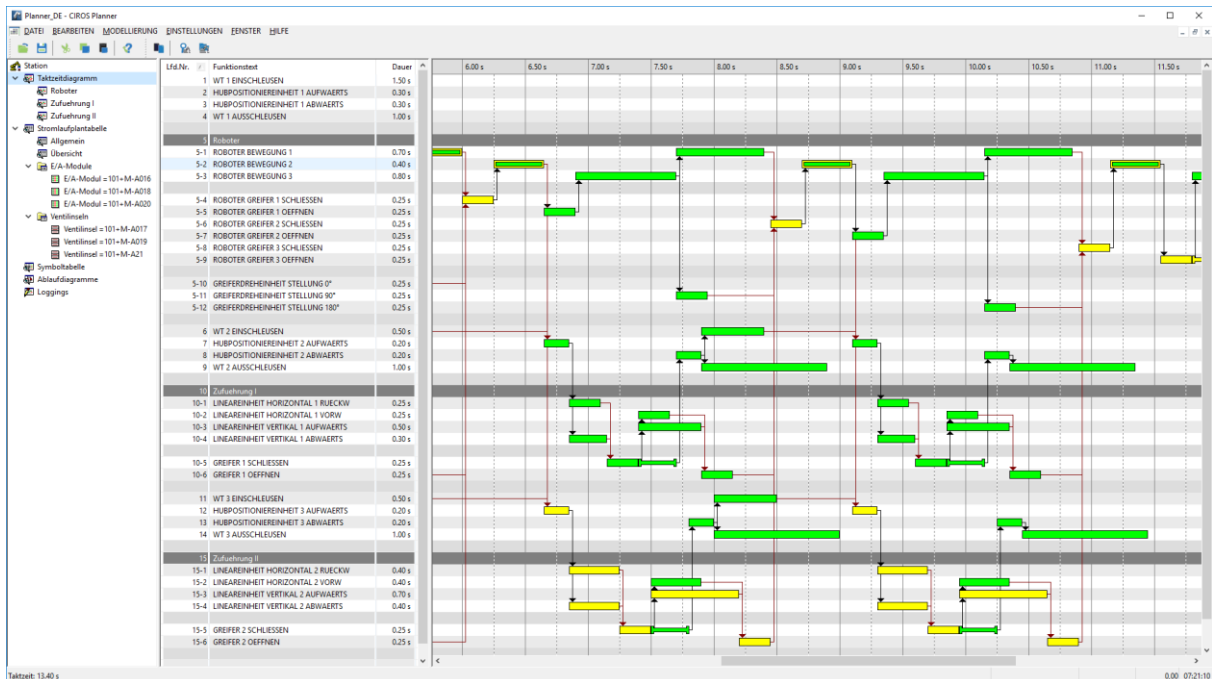 Planner_DE - CIROS Planner
DATEI BEARBEITEN MODELLIERUNG EINSTELLUNGEN FENSTER HILFE
Station
Taktzeitdiagramm
Roboter
Zufuehrung I
Zufuehrung II
Stromlaufplantabelle
Allgemein
Übersicht
E/A-Module
E/A-Modul =101+M-A016
E/A-Modul =101+M-A018
E/A-Modul =101+M-A020
Ventilinseln
Ventilinsel =101+M-A017
Ventilinsel =101+M-A019
Ventilinsel =101+M-A21
Symboltabelle
Ablaufdiagramme
Loggings
Lfd.Nr. Funktionstext Dauer
1 WT 1 EINSCHLEUSEN 1.50 s
2 HUBPOSITIONIEREINHEIT 1 AUFWAERTS 0.30 s
3 HUBPOSITIONIEREINHEIT 1 ABWAERTS 0.30 s
4 WT 1 AUSSCHLEUSEN 1.00 s
5 Roboter
5-1 ROBOTER BEWEGUNG 1 0.70 s
5-2 ROBOTER BEWEGUNG 2 0.40 s
5-3 ROBOTER BEWEGUNG 3 0.80 s
5-4 ROBOTER GREIFER 1 SCHLIESSEN 0.25 s
5-5 ROBOTER GREIFER 1 OEFFNEN 0.25 s
5-6 ROBOTER GREIFER 2 SCHLIESSEN 0.25 s
5-7 ROBOTER GREIFER 2 OEFFNEN 0.25 s
5-8 ROBOTER GREIFER 3 SCHLIESSEN 0.25 s
5-9 ROBOTER GREIFER 3 OEFFNEN 0.25 s
5-10 GREIFERDREHEINHEIT STELLUNG 0° 0.25 s
5-11 GREIFERDREHEINHEIT STELLUNG 90° 0.25 s
5-12 GREIFERDREHEINHEIT STELLUNG 180° 0.25 s
6 WT 2 EINSCHLEUSEN 0.50 s
7 HUBPOSITIONIEREINHEIT 2 AUFWAERTS 0.20 s
8 HUBPOSITIONIEREINHEIT 2 ABWAERTS 0.20 s
9 WT 2 AUSSCHLEUSEN 1.00 s
10 Zufuehrung I
10-1 LINEAREINHEIT HORIZONTAL 1 RUECKW 0.25 s
10-2 LINEAREINHEIT HORIZONTAL 1 VORW 0.25 s
10-3 LINEAREINHEIT VERTIKAL 1 AUFWAERTS 0.50 s
10-4 LINEAREINHEIT VERTIKAL 1 ABWAERTS 0.30 s
10-5 GREIFER 1 SCHLIESSEN 0.25 s
10-6 GREIFER 1 OEFFNEN 0.25 s
11 WT 3 EINSCHLEUSEN 0.50 s
12 HUBPOSITIONIEREINHEIT 3 AUFWAERTS 0.20 s
13 HUBPOSITIONIEREINHEIT 3 ABWAERTS 0.20 s
14 WT 3 AUSSCHLEUSEN 1.00 s
15 Zufuehrung II
15-1 LINEAREINHEIT HORIZONTAL 2 RUECKW 0.40 s
15-2 LINEAREINHEIT HORIZONTAL 2 VORW 0.40 s
15-3 LINEAREINHEIT VERTIKAL 2 AUFWAERTS 0.70 s
15-4 LINEAREINHEIT VERTIKAL 2 ABWAERTS 0.40 s
15-5 GREIFER 2 SCHLIESSEN 0.25 s
15-6 GREIFER 2 OEFFNEN 0.25 s
6.00 s 6.50 s 7.00 s 7.50 s 8.00 s 8.50 s 9.00 s 9.50 s 10.00 s 10.50 s 11.00 s 11.50 s
Taktzeit: 13.40 s 0.00 07:21:10